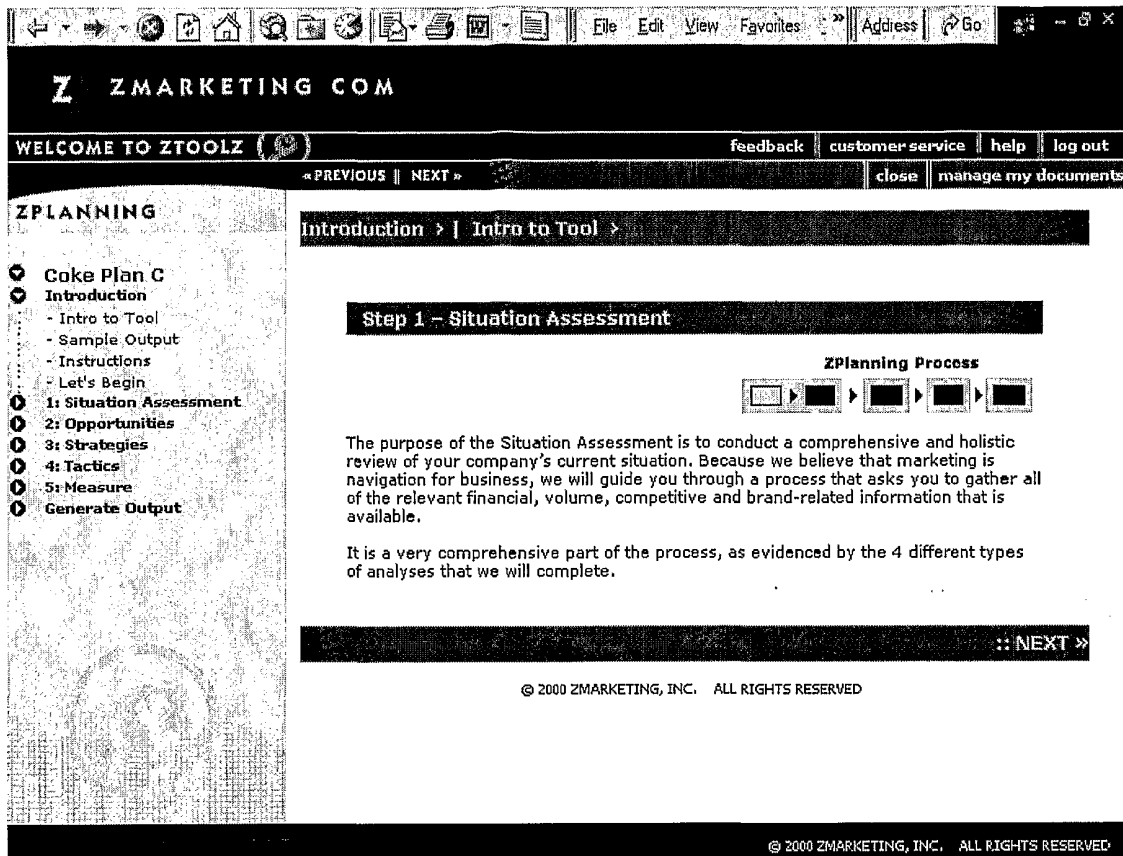 File Edit View Favorites » Address Go
Z ZMARKETING COM
WELCOME TO ZTOOLZ
feedback customer service help log out
«PREVIOUS || NEXT »
close manage my documents
ZPLANNING
Coke Plan C
Introduction
- Intro to Tool
- Sample Output
- Instructions
- Let's Begin
1: Situation Assessment
2: Opportunities
3: Strategies
4: Tactics
5: Measure
Generate Output
Introduction > | Intro to Tool >
Step 1 – Situation Assessment
ZPlanning Process
The purpose of the Situation Assessment is to conduct a comprehensive and holistic
review of your company's current situation. Because we believe that marketing is
navigation for business, we will guide you through a process that asks you to gather all
of the relevant financial, volume, competitive and brand-related information that is
available.
It is a very comprehensive part of the process, as evidenced by the 4 different types
of analyses that we will complete.
:: NEXT »
© 2000 ZMARKETING, INC. ALL RIGHTS RESERVED
© 2000 ZMARKETING, INC. ALL RIGHTS RESERVED